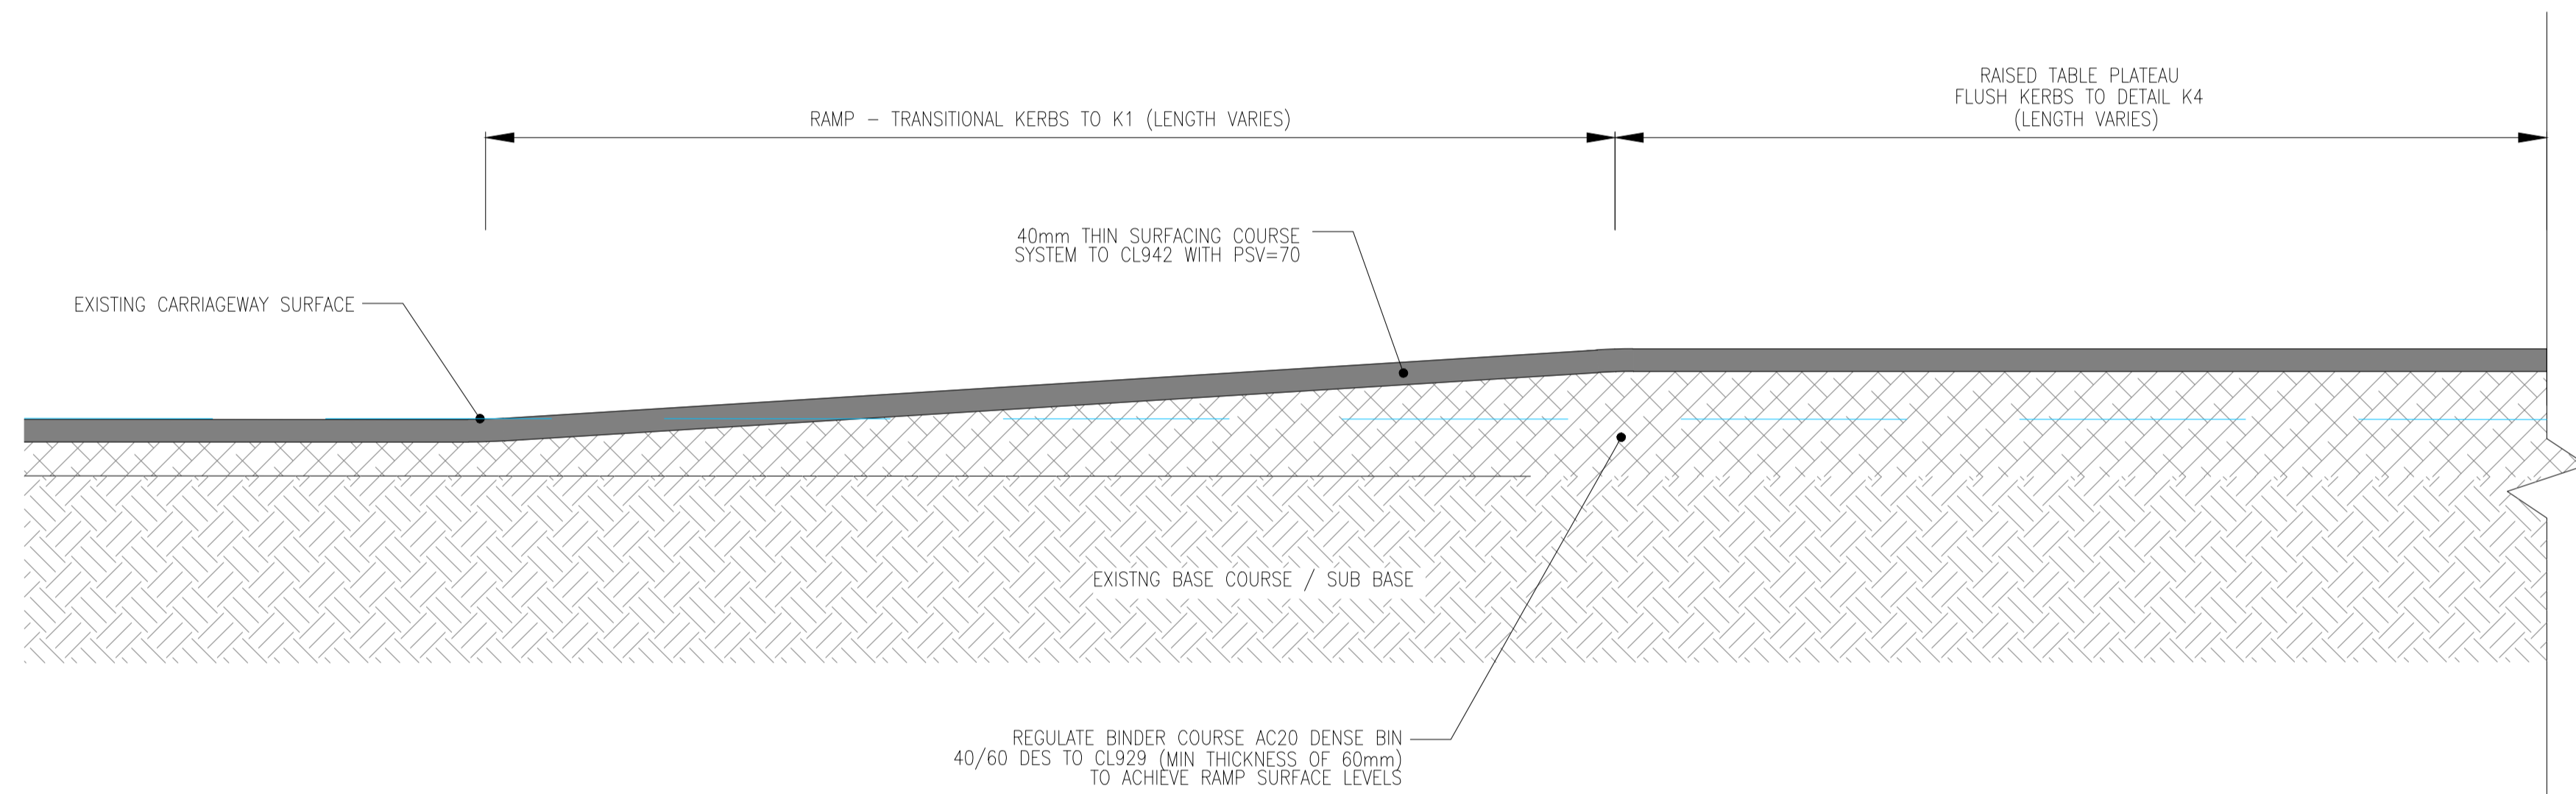 RAISED TABLE PLATEAU
FLUSH KERBS TO DETAIL K4
(LENGTH VARIES)
RAMP – TRANSITIONAL KERBS TO K1 (LENGTH VARIES)
40mm THIN SURFACING COURSE
SYSTEM TO CL942 WITH PSV=70
EXISTING CARRIAGEWAY SURFACE
EXISTNG BASE COURSE / SUB BASE
REGULATE BINDER COURSE AC20 DENSE BIN
40/60 DES TO CL929 (MIN THICKNESS OF 60mm)
TO ACHIEVE RAMP SURFACE LEVELS